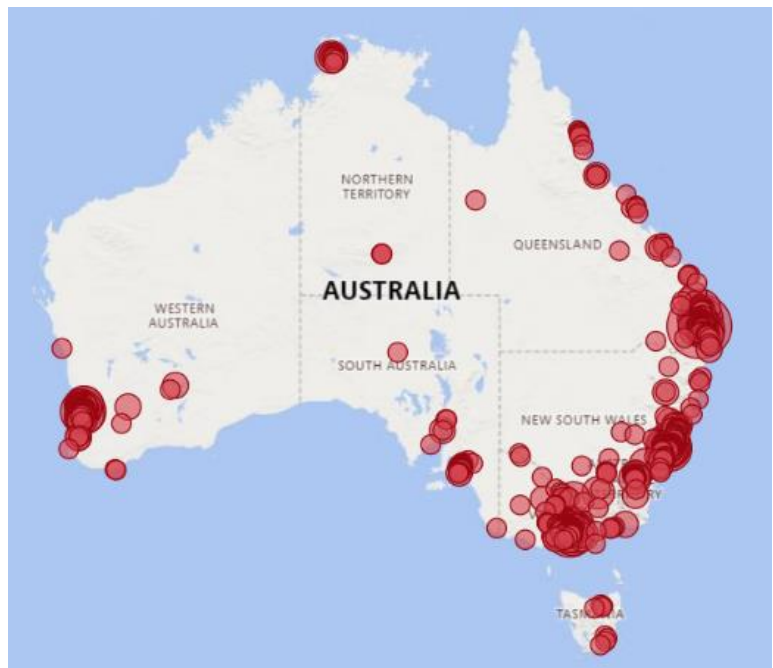 NORTHERN
TERRITORY
QUEENSLAND
AUSTRALIA
WESTERN
AUSTRALIA
SOUTH AUSTRALIA
NEW SOUTH WALES